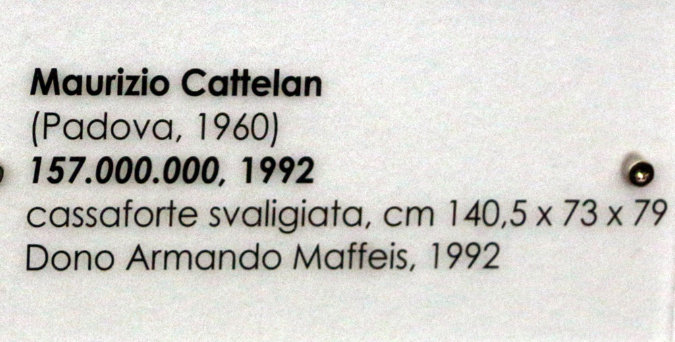 Maurizio Cattelan
(Padova, 1960)
157.000.000, 1992
cassaforte svaligiata, cm 140,5 x 73 x 79
Dono Armando Maffeis, 1992